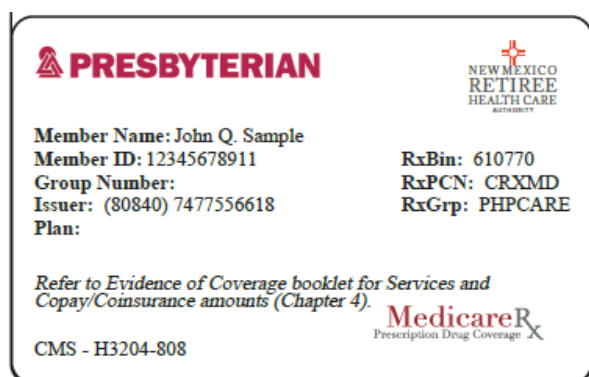 PRESBYTERIAN
NEW MEXICO
RETIREE
HEALTH CARE
AUTHORITY
Member Name: John Q. Sample
Member ID: 12345678911
Group Number:
Issuer: (80840) 7477556618
Plan:
RxBin: 610770
RxPCN: CRXMD
RxGrp: PHPCARE
Refer to Evidence of Coverage booklet for Services and
Copay/Coinsurance amounts (Chapter 4).
MedicareRx
Prescription Drug Coverage
CMS - H3204-808